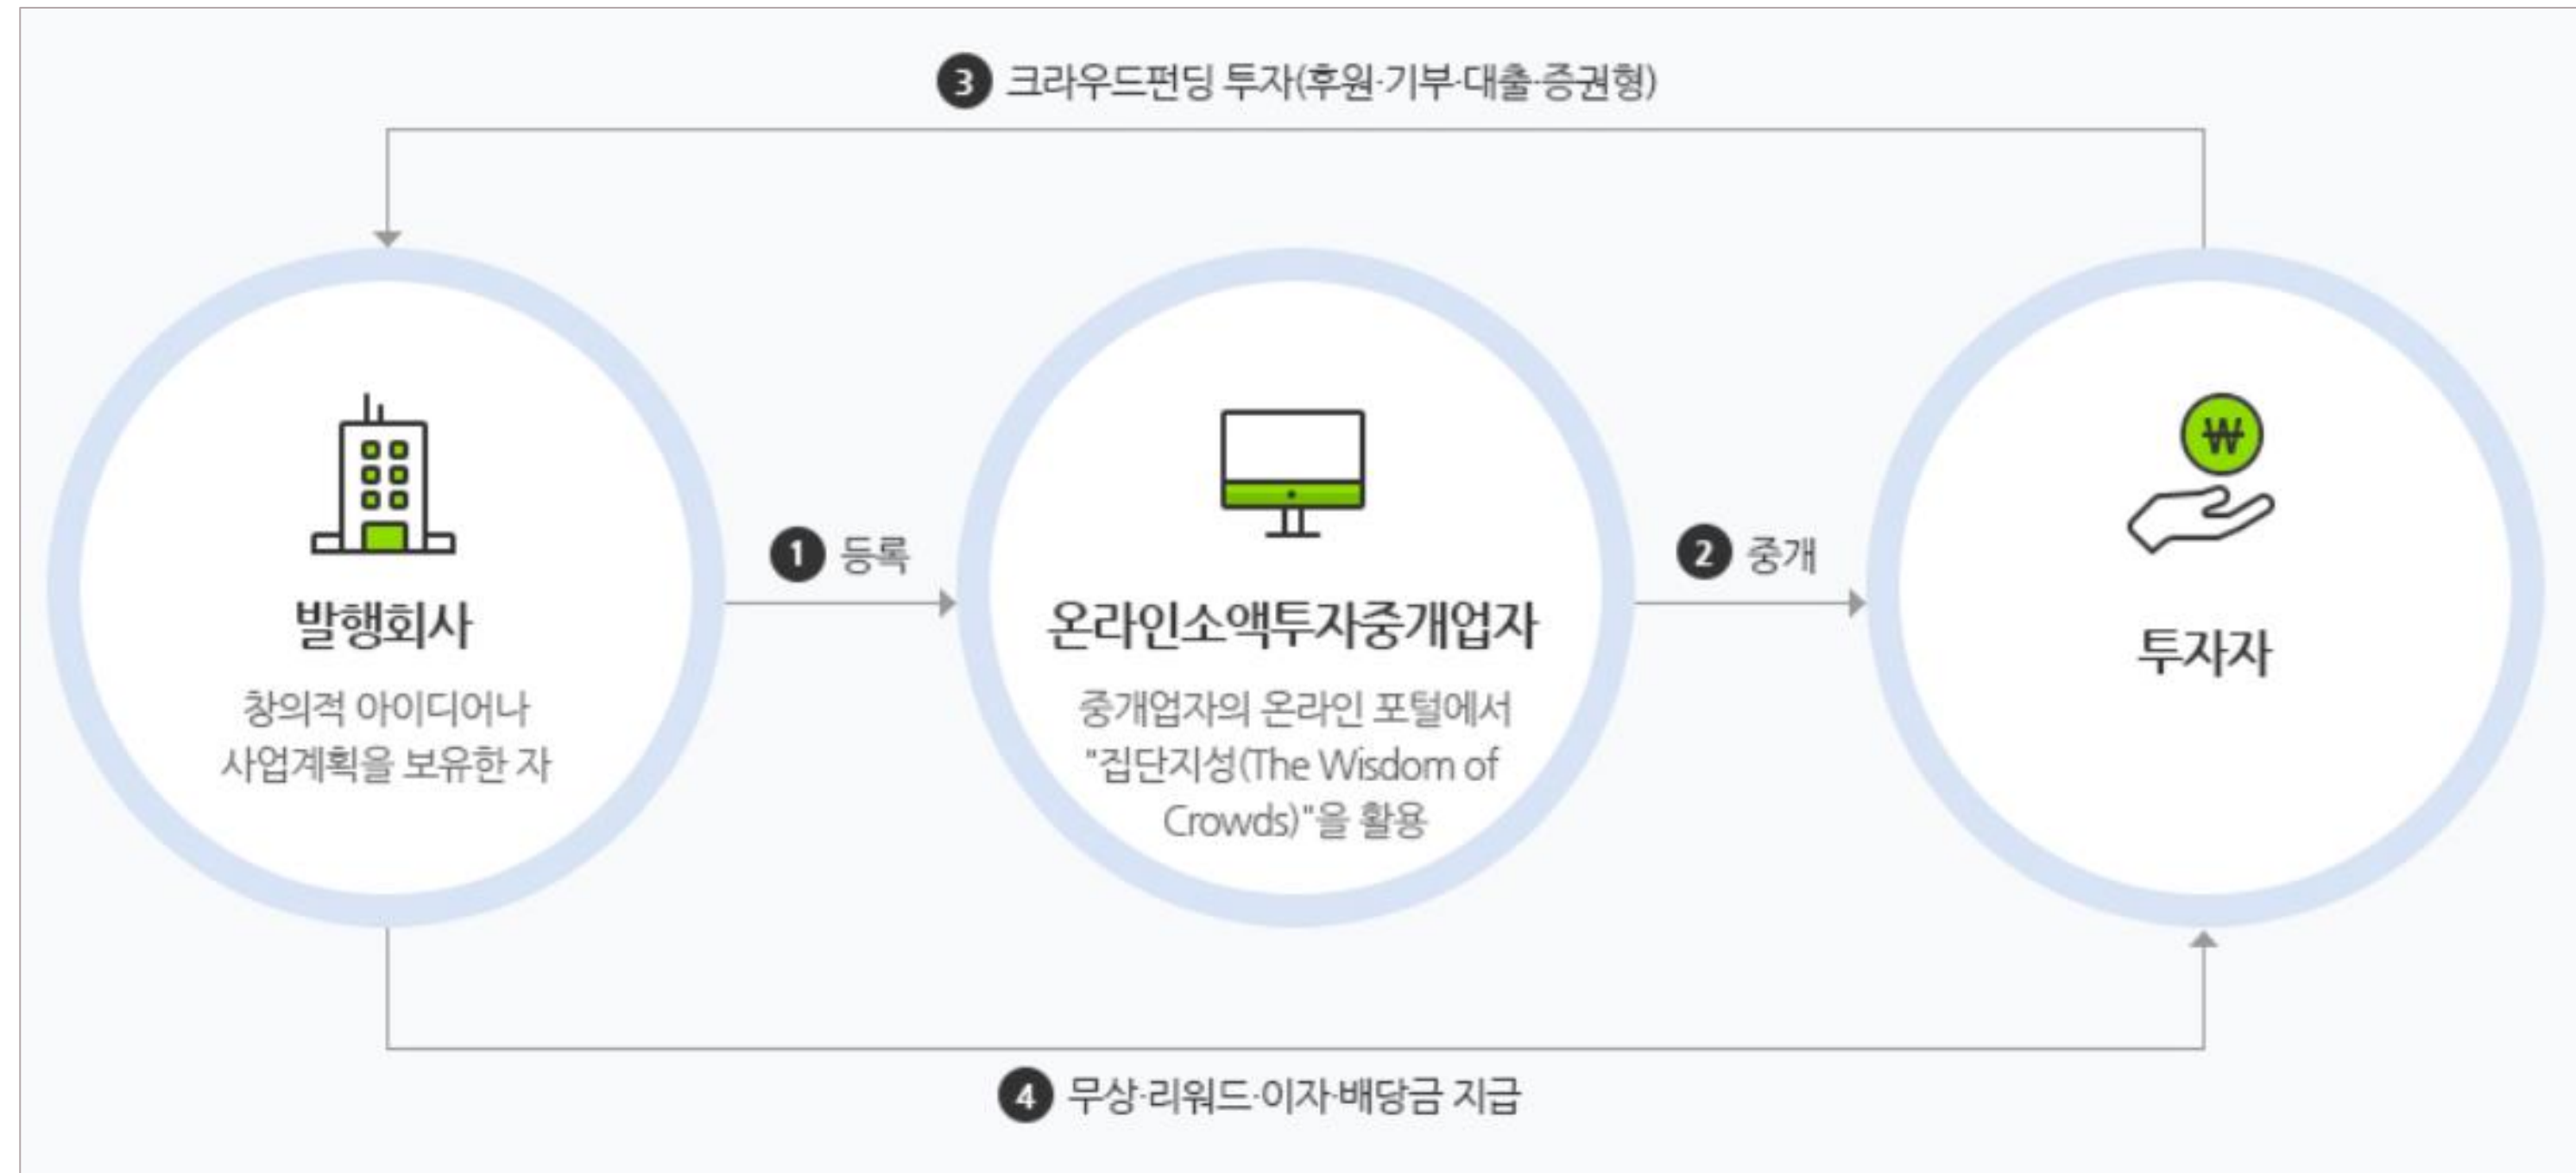 3 크라우드펀딩 투자(후원·기부·대출·증권형)
발행회사
창의적 아이디어나
사업계획을 보유한 자
1 등록
온라인소액투자중개업자
중개업자의 온라인 포털에서
"집단지성(The Wisdom of
Crowds)"을 활용
2 중개
₩
투자자
4 무상·리워드·이자·배당금 지급